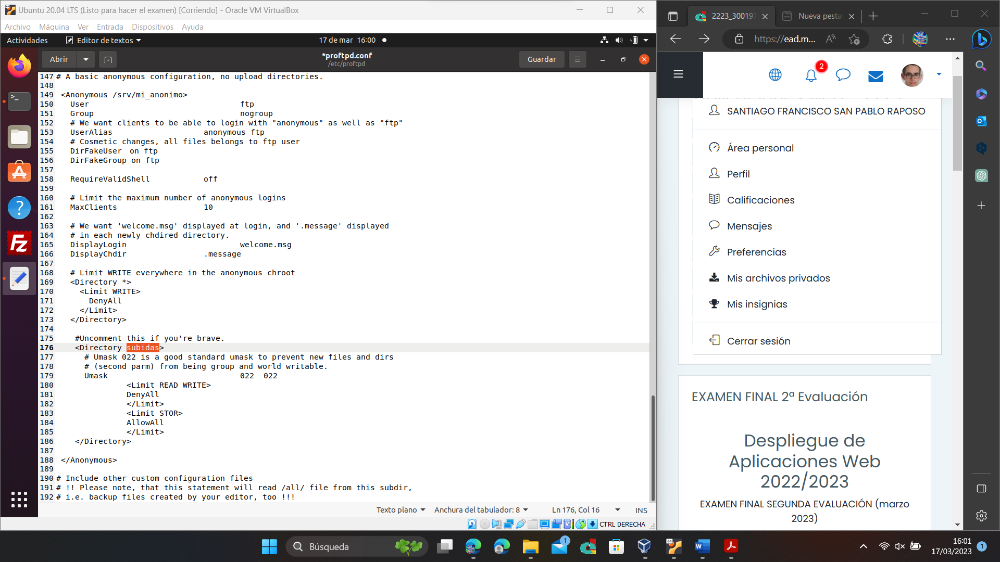 Ubuntu 20.04 LTS (Listo para hacer el examen) [Corriendo] - Oracle VM VirtualBox
Archivo Máquina Ver Entrada Dispositivos Ayuda
Actividades Editor de textos 17 de mar 16:00
Abrir *proftpd.conf Guardar
/etc/proftpd
147 # A basic anonymous configuration, no upload directories.
148
149 <Anonymous /srv/mi_anonimo>
150 User ftp
151 Group nogroup
152 # We want clients to be able to login with "anonymous" as well as "ftp"
153 UserAlias anonymous ftp
154 # Cosmetic changes, all files belongs to ftp user
155 DirFakeUser on ftp
156 DirFakeGroup on ftp
157
158 RequireValidShell off
159
160 # Limit the maximum number of anonymous logins
161 MaxClients 10
162
163 # We want 'welcome.msg' displayed at login, and '.message' displayed
164 # in each newly chdired directory.
165 DisplayLogin welcome.msg
166 DisplayChdir .message
167
168 # Limit WRITE everywhere in the anonymous chroot
169 <Directory *>
170 <Limit WRITE>
171 DenyAll
172 </Limit>
173 </Directory>
174
175 #Uncomment this if you're brave.
176 <Directory subidas>
177 # Umask 022 is a good standard umask to prevent new files and dirs
178 # (second parm) from being group and world writable.
179 Umask 022 022
180 <Limit READ WRITE>
181 DenyAll
182 </Limit>
183 <Limit STOR>
184 AllowAll
185 </Limit>
186 </Directory>
187
188 </Anonymous>
189
190 # Include other custom configuration files
191 # !! Please note, that this statement will read /all/ file from this subdir,
192 # i.e. backup files created by your editor, too !!!
Texto plano Anchura del tabulador: 8 Ln 176, Col 16 INS
CTRL DERECHA
2223_300197 Nueva pesta
https://ead.m...
2
SANTIAGO FRANCISCO SAN PABLO RAPOSO
Área personal
Perfil
Calificaciones
Mensajes
Preferencias
Mis archivos privados
Mis insignias
Cerrar sesión
EXAMEN FINAL 2ª Evaluación
Despliegue de
Aplicaciones Web
2022/2023
EXAMEN FINAL SEGUNDA EVALUACIÓN (marzo
2023)
Búsqueda
1
64
16:01
17/03/2023
1